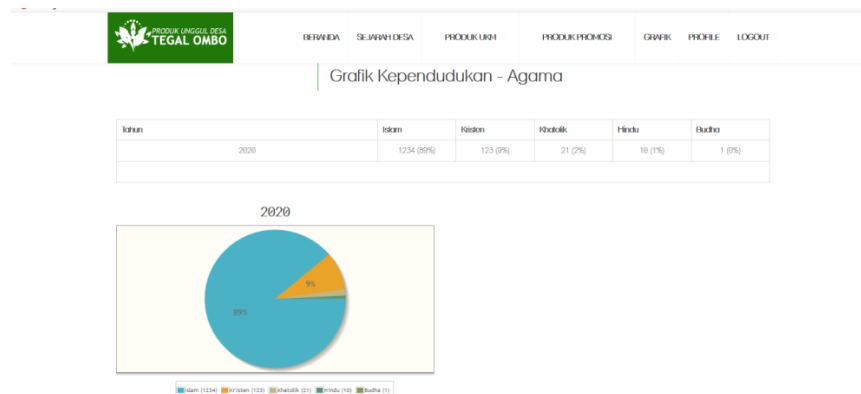 PRODUK UNGGUL DESA
TEGAL OMBO
BERANDA SEJARAH DESA PRODUK UKM PRODUK PROMOSI GRAFIK PROFILE LOGOUT
Grafik Kependudukan - Agama
Tahun Islam Kristen Khatolik Hindu Budha
2020 1234 (89%) 123 (9%) 21 (2%) 10 (1%) 1 (0%)
2020
9%
89%
Islam (1234) Kristen (123) Khatolik (21) Hindu (10) Budha (1)